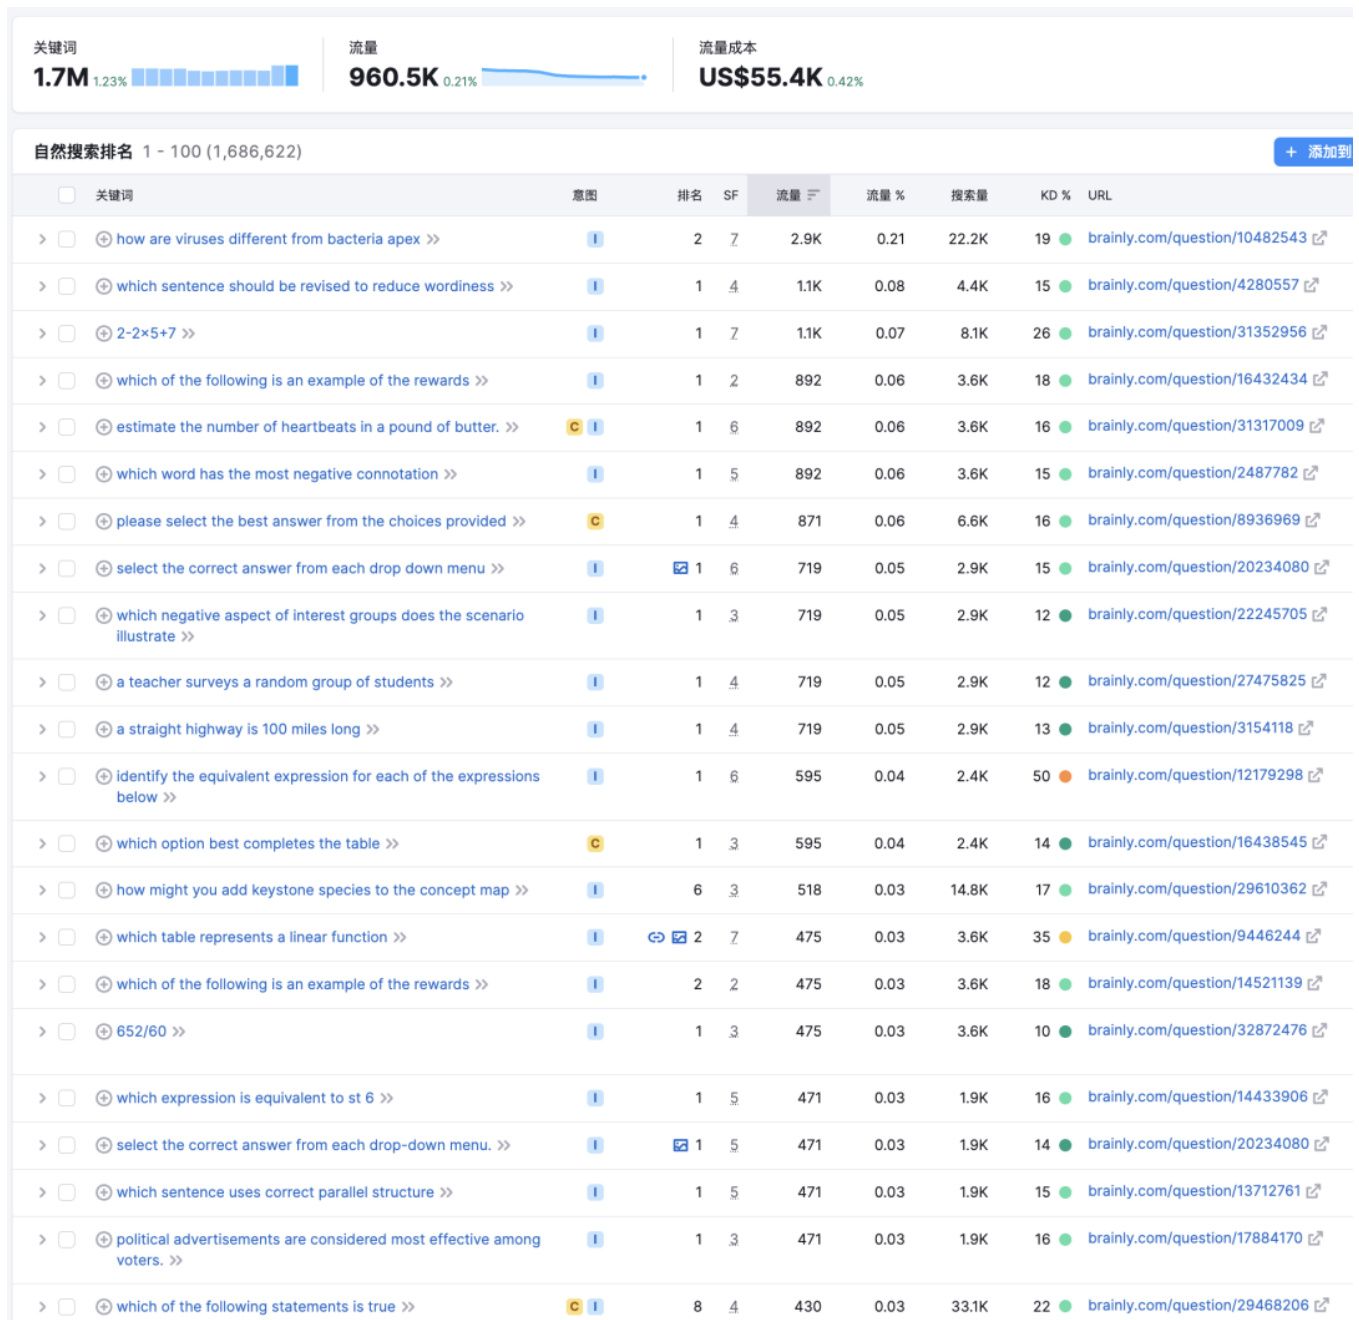 关键词 流量 流量成本
1.7M 1.23% 960.5K 0.21% US$55.4K 0.42%
自然搜索排名 1 - 100 (1,686,622) + 添加到
关键词 意图 排名 SF 流量 流量 % 搜索量 KD % URL
how are viruses different from bacteria apex I 2 7 2.9K 0.21 22.2K 19 brainly.com/question/10482543
which sentence should be revised to reduce wordiness I 1 4 1.1K 0.08 4.4K 15 brainly.com/question/4280557
2-2×5+7 I 1 7 1.1K 0.07 8.1K 26 brainly.com/question/31352956
which of the following is an example of the rewards I 1 2 892 0.06 3.6K 18 brainly.com/question/16432434
estimate the number of heartbeats in a pound of butter. C I 1 6 892 0.06 3.6K 16 brainly.com/question/31317009
which word has the most negative connotation I 1 5 892 0.06 3.6K 15 brainly.com/question/2487782
please select the best answer from the choices provided C 1 4 871 0.06 6.6K 16 brainly.com/question/8936969
select the correct answer from each drop down menu I 1 6 719 0.05 2.9K 15 brainly.com/question/20234080
which negative aspect of interest groups does the scenario I 1 3 719 0.05 2.9K 12 brainly.com/question/22245705
illustrate
a teacher surveys a random group of students I 1 4 719 0.05 2.9K 12 brainly.com/question/27475825
a straight highway is 100 miles long I 1 4 719 0.05 2.9K 13 brainly.com/question/3154118
identify the equivalent expression for each of the expressions I 1 6 595 0.04 2.4K 50 brainly.com/question/12179298
below
which option best completes the table C 1 3 595 0.04 2.4K 14 brainly.com/question/16438545
how might you add keystone species to the concept map I 6 3 518 0.03 14.8K 17 brainly.com/question/29610362
which table represents a linear function I 2 7 475 0.03 3.6K 35 brainly.com/question/9446244
which of the following is an example of the rewards I 2 2 475 0.03 3.6K 18 brainly.com/question/14521139
652/60 I 1 3 475 0.03 3.6K 10 brainly.com/question/32872476
which expression is equivalent to st 6 I 1 5 471 0.03 1.9K 16 brainly.com/question/14433906
select the correct answer from each drop-down menu. I 1 5 471 0.03 1.9K 14 brainly.com/question/20234080
which sentence uses correct parallel structure I 1 5 471 0.03 1.9K 15 brainly.com/question/13712761
political advertisements are considered most effective among I 1 3 471 0.03 1.9K 16 brainly.com/question/17884170
voters.
which of the following statements is true C I 8 4 430 0.03 33.1K 22 brainly.com/question/29468206